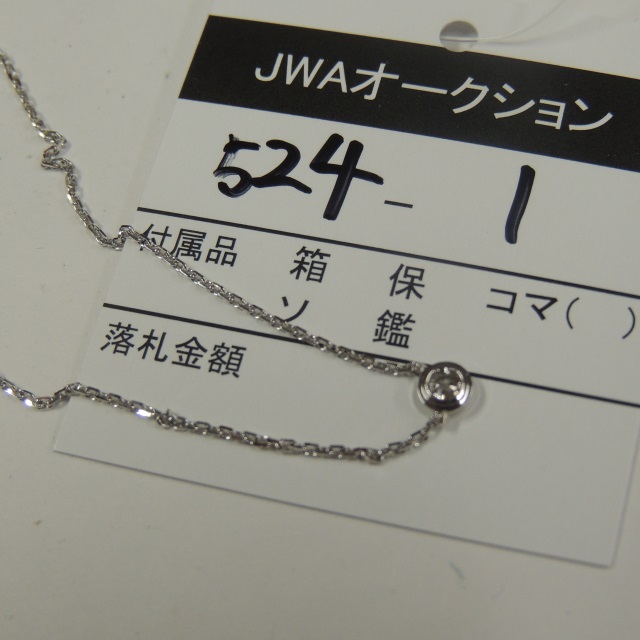 JWAオークション
524-1
付属品 箱 保 コマ( )
ソ 鑑
落札金額